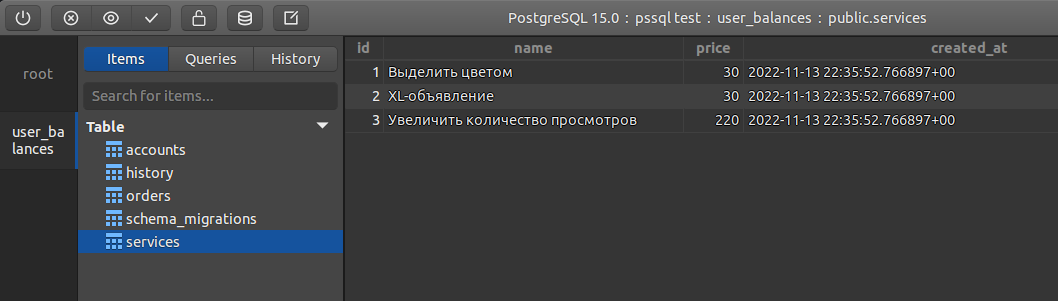 PostgreSQL 15.0 : pssql test : user_balances : public.services
root
user_ba
lances
Items Queries History
Search for items...
Table
accounts
history
orders
schema_migrations
services
id name price created_at
1 Выделить цветом 30 2022-11-13 22:35:52.766897+00
2 XL-объявление 30 2022-11-13 22:35:52.766897+00
3 Увеличить количество просмотров 220 2022-11-13 22:35:52.766897+00